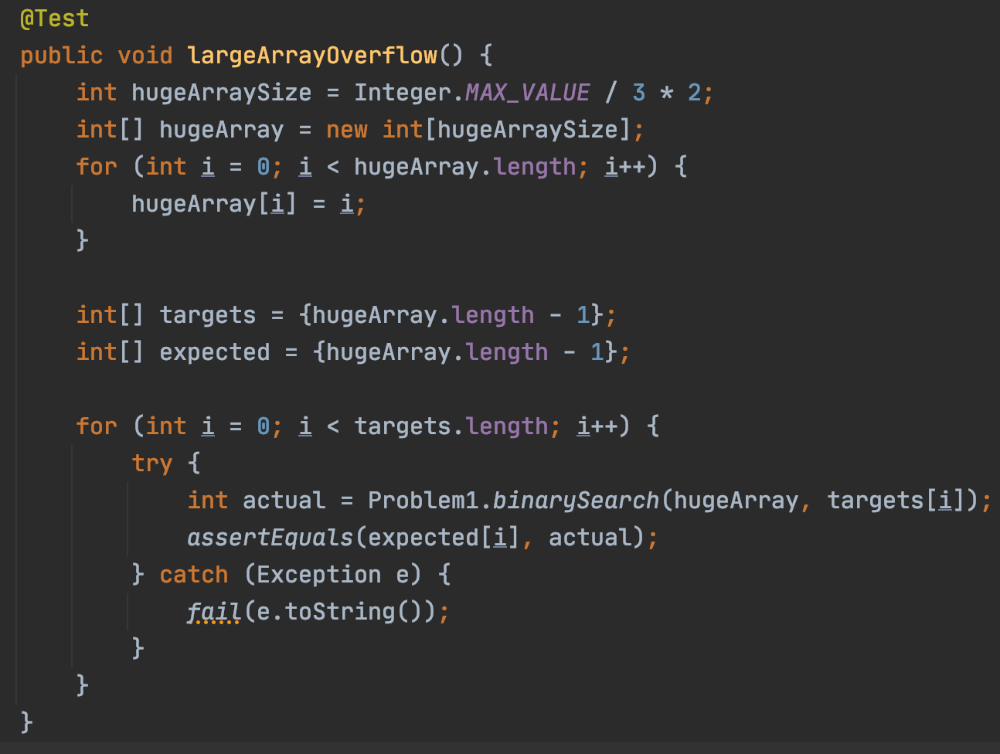 @Test
public void largeArrayOverflow() {
    int hugeArraySize = Integer.MAX_VALUE / 3 * 2;
    int[] hugeArray = new int[hugeArraySize];
    for (int i = 0; i < hugeArray.length; i++) {
        hugeArray[i] = i;
    }

    int[] targets = {hugeArray.length - 1};
    int[] expected = {hugeArray.length - 1};

    for (int i = 0; i < targets.length; i++) {
        try {
            int actual = Problem1.binarySearch(hugeArray, targets[i]);
            assertEquals(expected[i], actual);
        } catch (Exception e) {
            fail(e.toString());
        }
    }
}